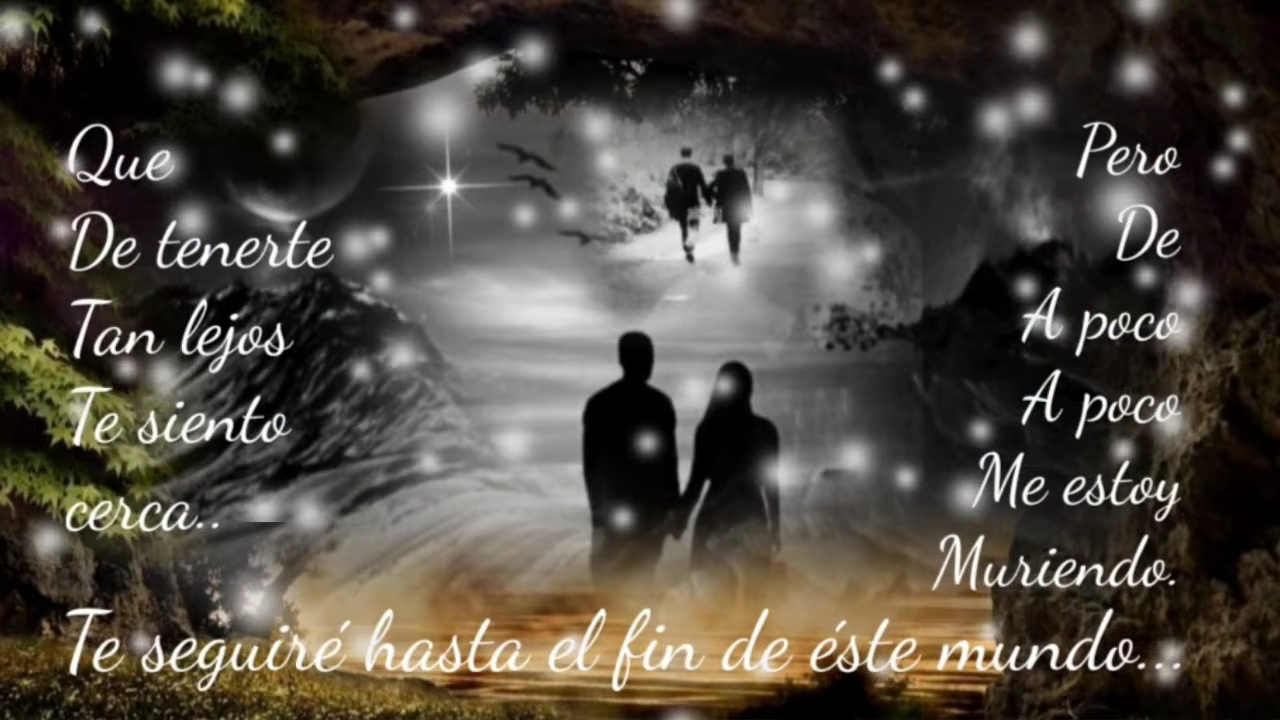 Que
De tenerte
Tan lejos
Te siento
cerca..
Pero
De
A poco
A poco
Me estoy
Muriendo.
Te seguiré hasta el fin de éste mundo...